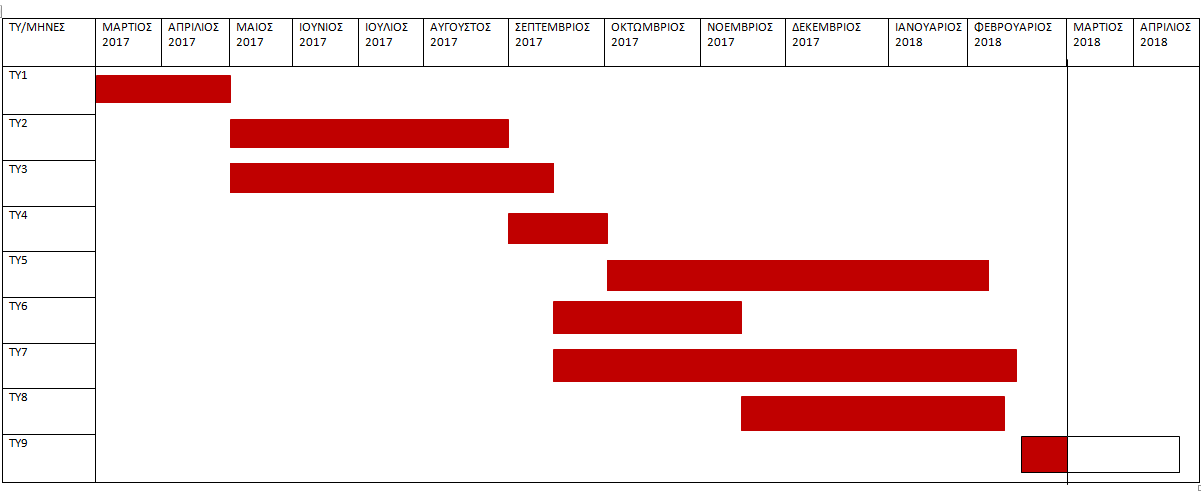 ΤΥ/ΜΗΝΕΣ
ΜΑΡΤΙΟΣ
2017
ΑΠΡΙΛΙΟΣ
2017
ΜΑΙΟΣ
2017
ΙΟΥΝΙΟΣ
2017
ΙΟΥΛΙΟΣ
2017
ΑΥΓΟΥΣΤΟΣ
2017
ΣΕΠΤΕΜΒΡΙΟΣ
2017
ΟΚΤΩΜΒΡΙΟΣ
2017
ΝΟΕΜΒΡΙΟΣ
2017
ΔΕΚΕΜΒΡΙΟΣ
2017
ΙΑΝΟΥΑΡΙΟΣ
2018
ΦΕΒΡΟΥΑΡΙΟΣ
2018
ΜΑΡΤΙΟΣ
2018
ΑΠΡΙΛΙΟΣ
2018
ΤΥ1
ΤΥ2
ΤΥ3
ΤΥ4
ΤΥ5
ΤΥ6
ΤΥ7
ΤΥ8
ΤΥ9